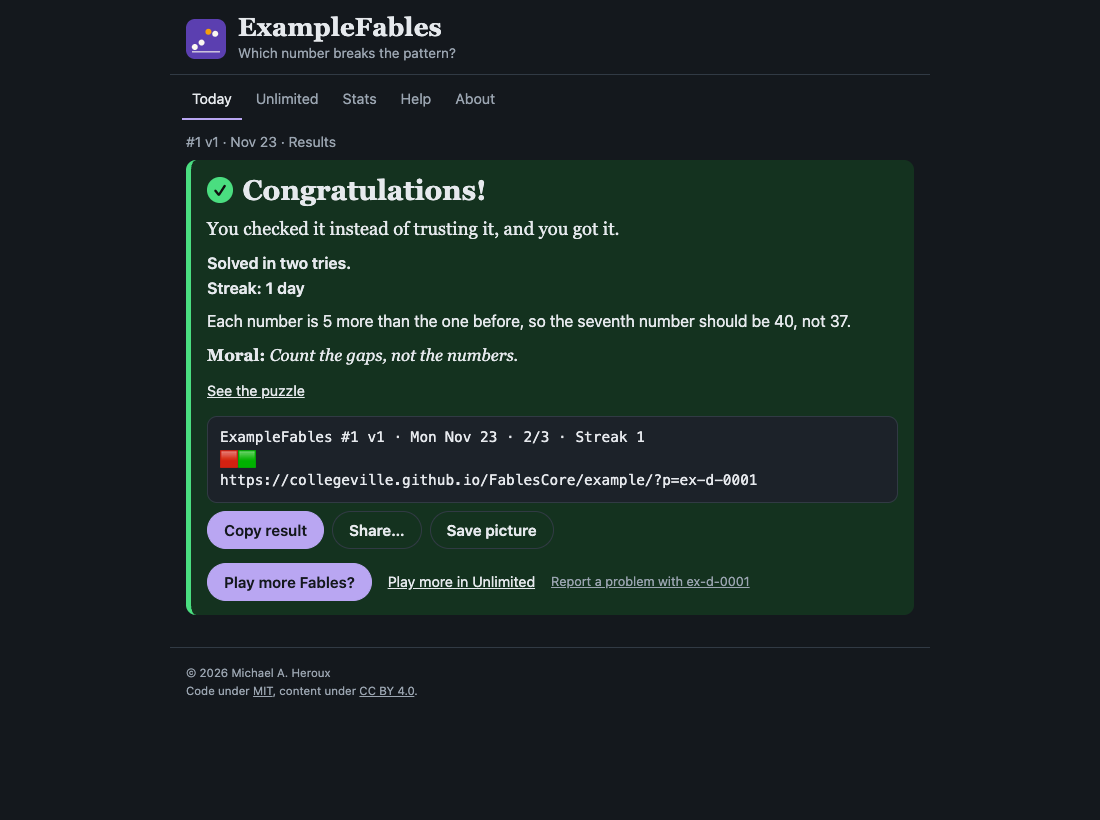 ExampleFables
Which number breaks the pattern?
Today
Unlimited
Stats
Help
About
#1 v1 · Nov 23 · Results
Congratulations!
You checked it instead of trusting it, and you got it.
Solved in two tries.
Streak: 1 day
Each number is 5 more than the one before, so the seventh number should be 40, not 37.
Moral: Count the gaps, not the numbers.
See the puzzle
ExampleFables #1 v1 · Mon Nov 23 · 2/3 · Streak 1
https://collegeville.github.io/FablesCore/example/?p=ex-d-0001
Copy result
Share...
Save picture
Play more Fables?
Play more in Unlimited
Report a problem with ex-d-0001
© 2026 Michael A. Heroux
Code under MIT, content under CC BY 4.0.